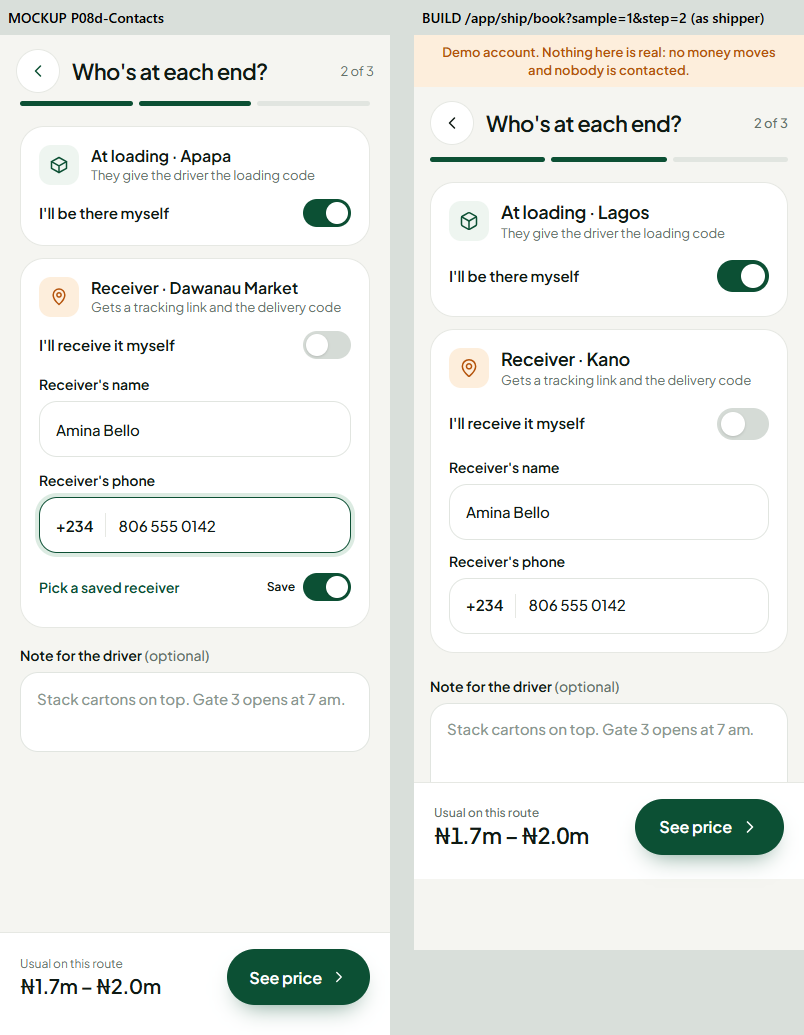 MOCKUP P08d-Contacts
Who's at each end?
2 of 3
At loading · Apapa
They give the driver the loading code
I'll be there myself
Receiver · Dawanau Market
Gets a tracking link and the delivery code
I'll receive it myself
Receiver's name
Amina Bello
Receiver's phone
+234 806 555 0142
Pick a saved receiver Save
Note for the driver (optional)
Stack cartons on top. Gate 3 opens at 7 am.
Usual on this route
₦1.7m – ₦2.0m
See price
BUILD /app/ship/book?sample=1&step=2 (as shipper)
Demo account. Nothing here is real: no money moves
and nobody is contacted.
Who's at each end?
2 of 3
At loading · Lagos
They give the driver the loading code
I'll be there myself
Receiver · Kano
Gets a tracking link and the delivery code
I'll receive it myself
Receiver's name
Amina Bello
Receiver's phone
+234 806 555 0142
Note for the driver (optional)
Stack cartons on top. Gate 3 opens at 7 am.
Usual on this route
₦1.7m – ₦2.0m
See price